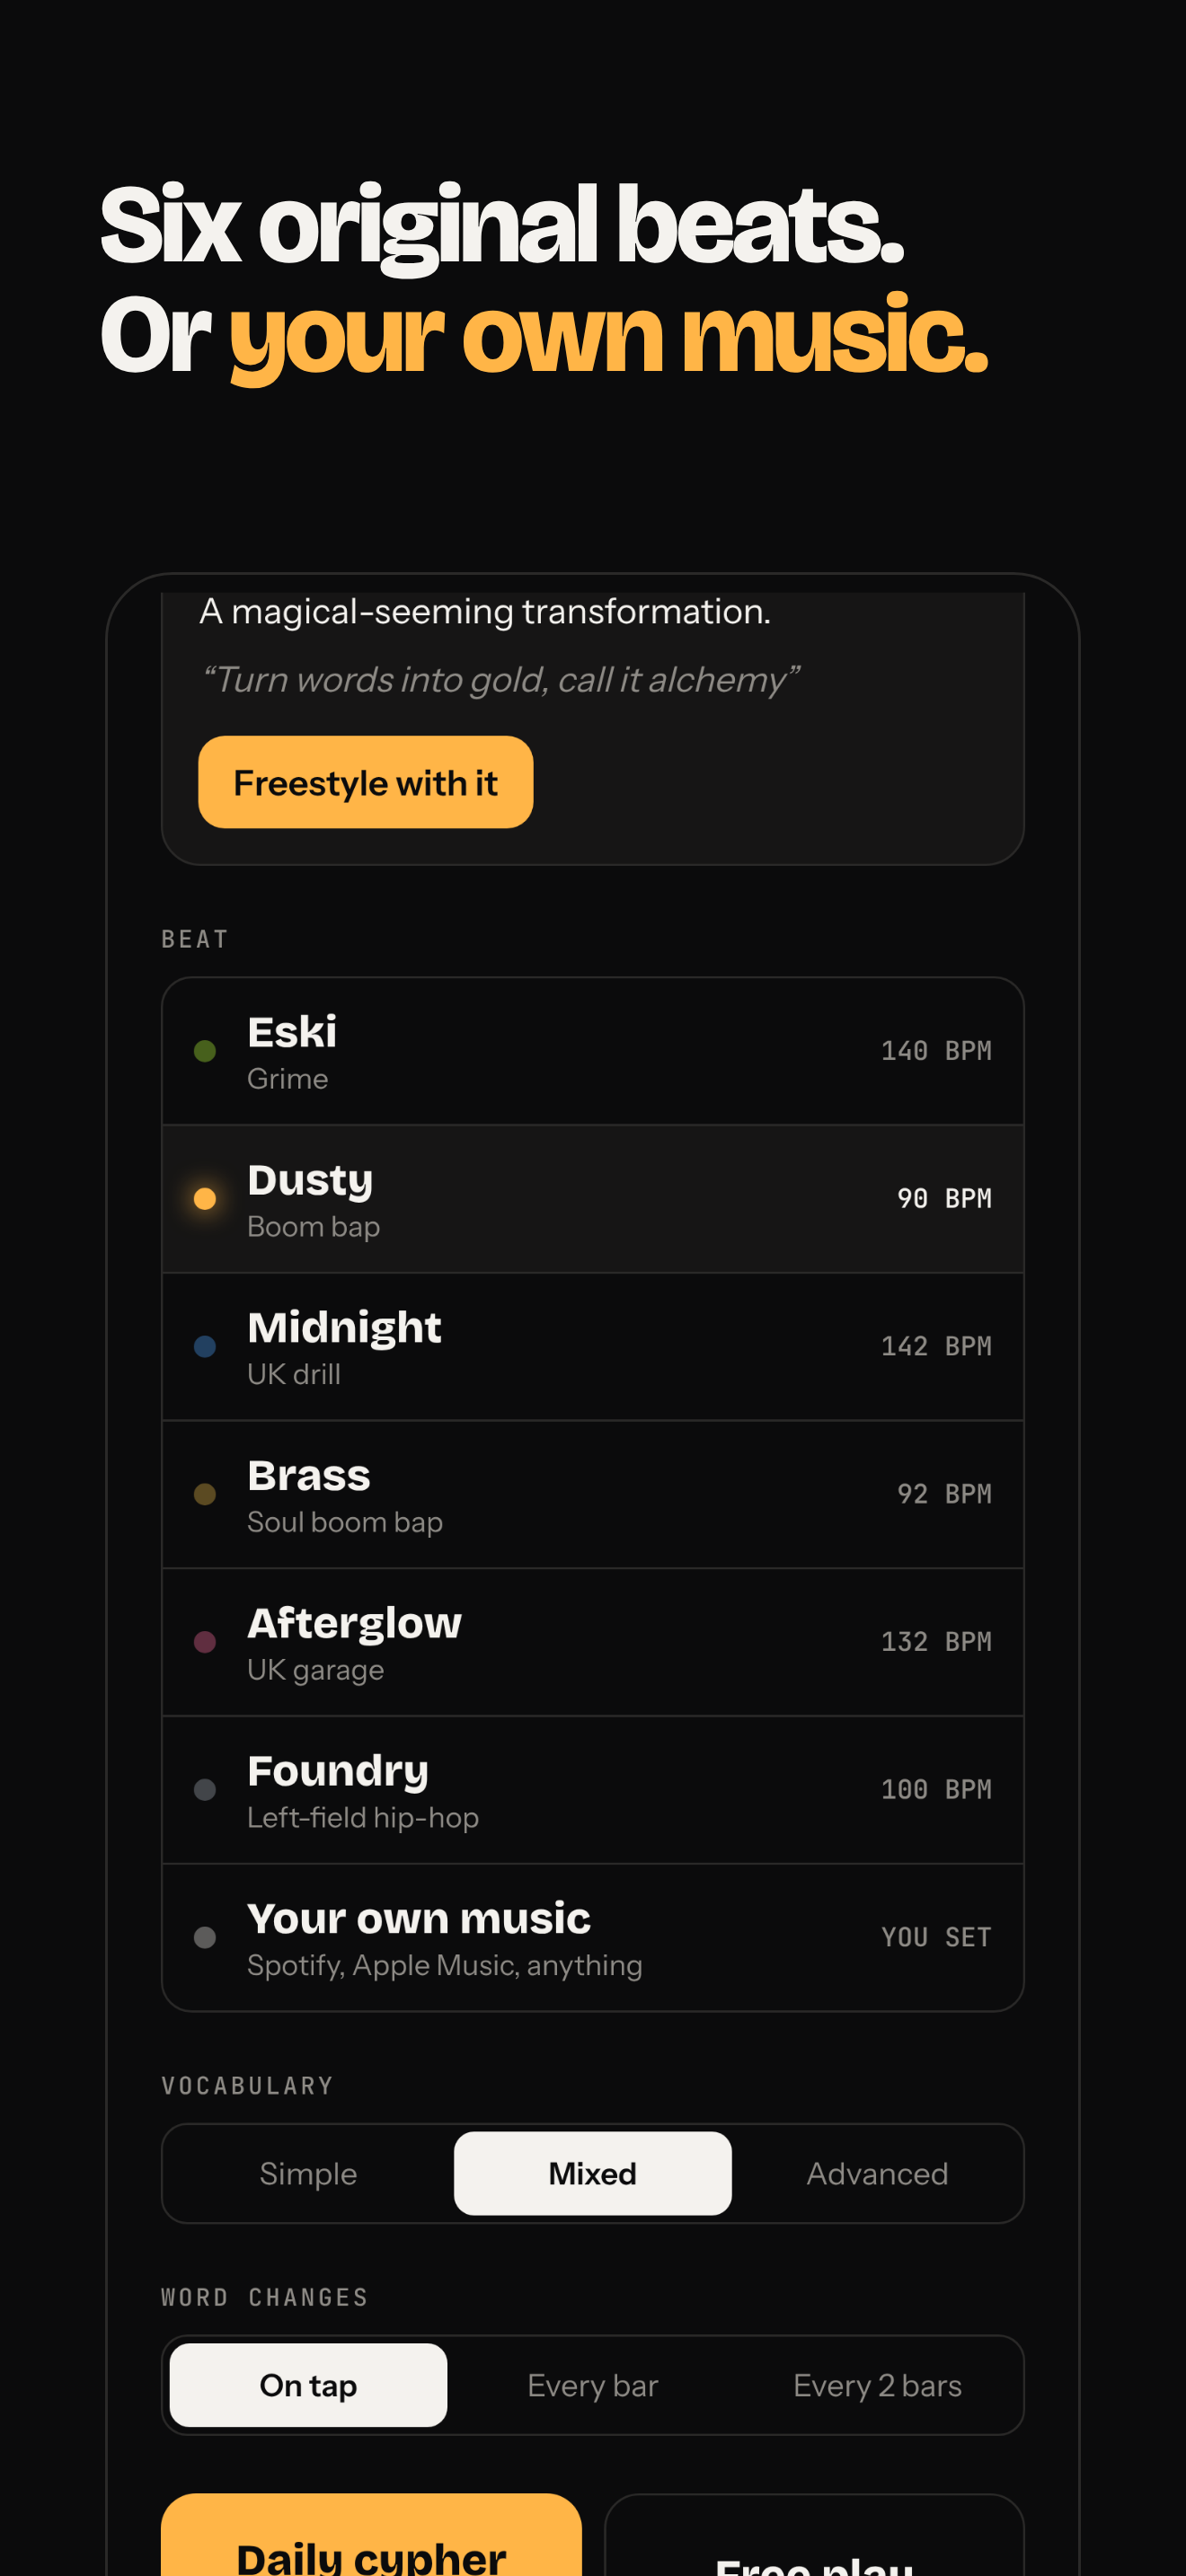 Six original beats.
Or your own music.
A magical-seeming transformation.
“Turn words into gold, call it alchemy”
Freestyle with it
BEAT
Eski
Grime
140 BPM
Dusty
Boom bap
90 BPM
Midnight
UK drill
142 BPM
Brass
Soul boom bap
92 BPM
Afterglow
UK garage
132 BPM
Foundry
Left-field hip-hop
100 BPM
Your own music
Spotify, Apple Music, anything
YOU SET
VOCABULARY
Simple Mixed Advanced
WORD CHANGES
On tap Every bar Every 2 bars
Daily cypher
Free play